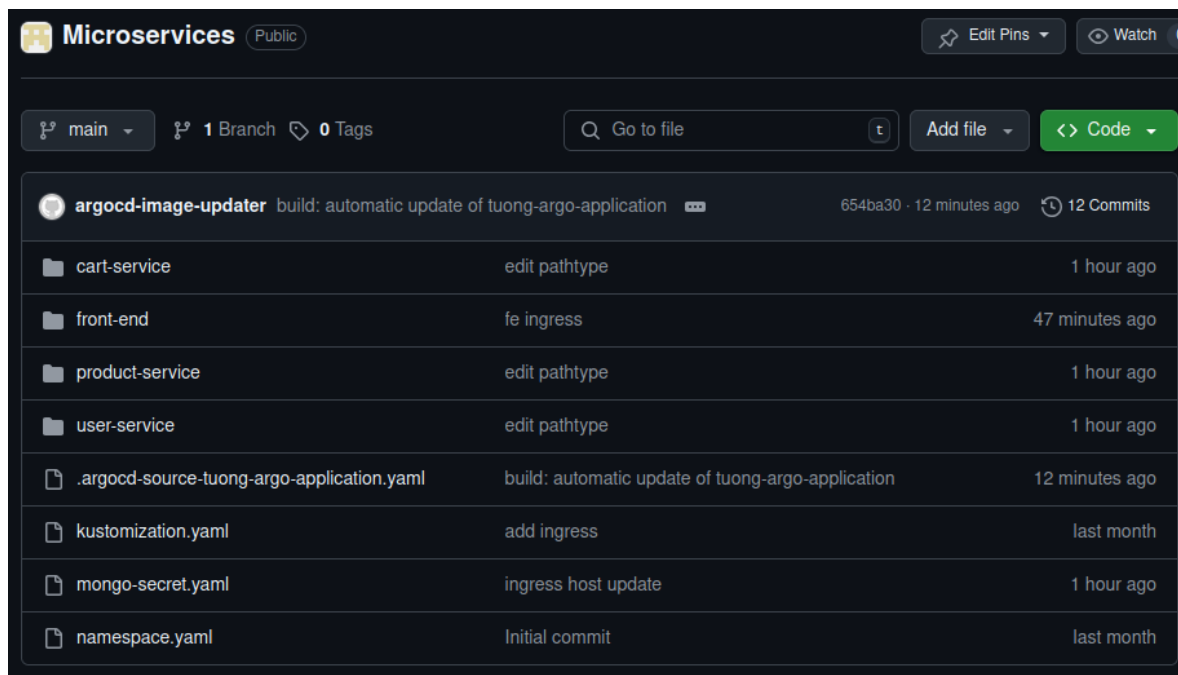 Microservices Public Edit Pins Watch
main 1 Branch 0 Tags Go to file t Add file Code
argocd-image-updater build: automatic update of tuong-argo-application 654ba30 · 12 minutes ago 12 Commits
cart-service edit pathtype 1 hour ago
front-end fe ingress 47 minutes ago
product-service edit pathtype 1 hour ago
user-service edit pathtype 1 hour ago
.argocd-source-tuong-argo-application.yaml build: automatic update of tuong-argo-application 12 minutes ago
kustomization.yaml add ingress last month
mongo-secret.yaml ingress host update 1 hour ago
namespace.yaml Initial commit last month